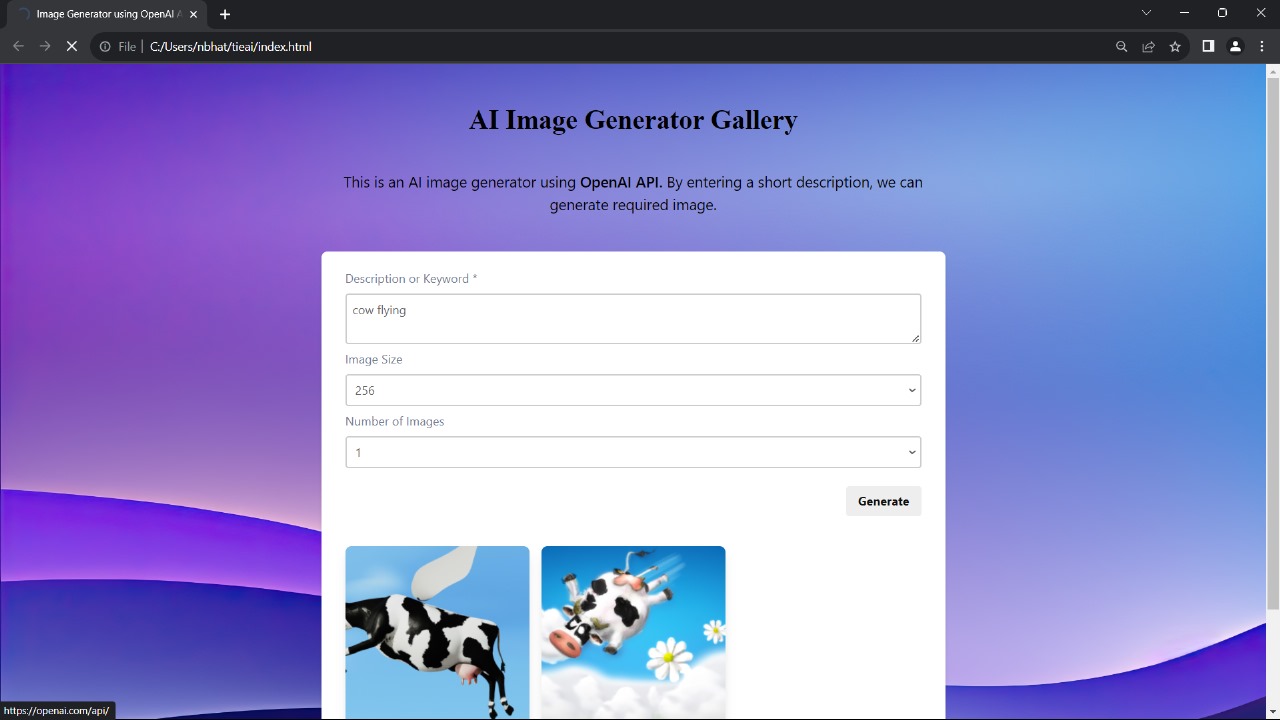 Image Generator using OpenAI A
File
C:/Users/nbhat/tieai/index.html
AI Image Generator Gallery
This is an AI image generator using OpenAI API. By entering a short description, we can
generate required image.
Description or Keyword *
cow flying
Image Size
256
Number of Images
1
Generate
https://openai.com/api/